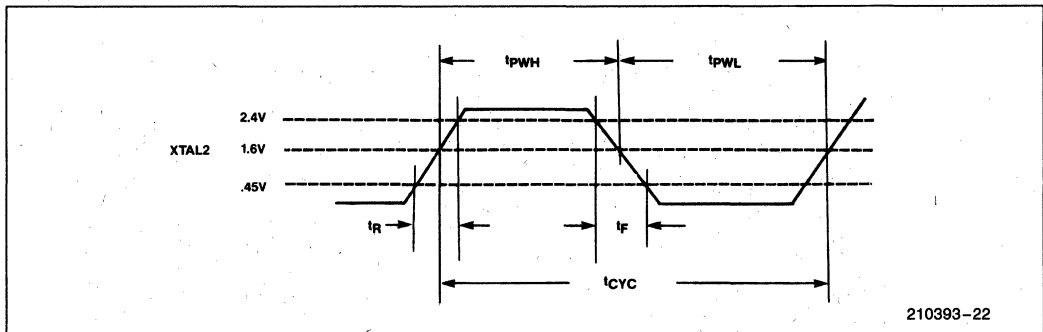 tPWH tPWL
2.4V
XTAL2 1.6V
.45V
tR tF
tCYC
210393-22